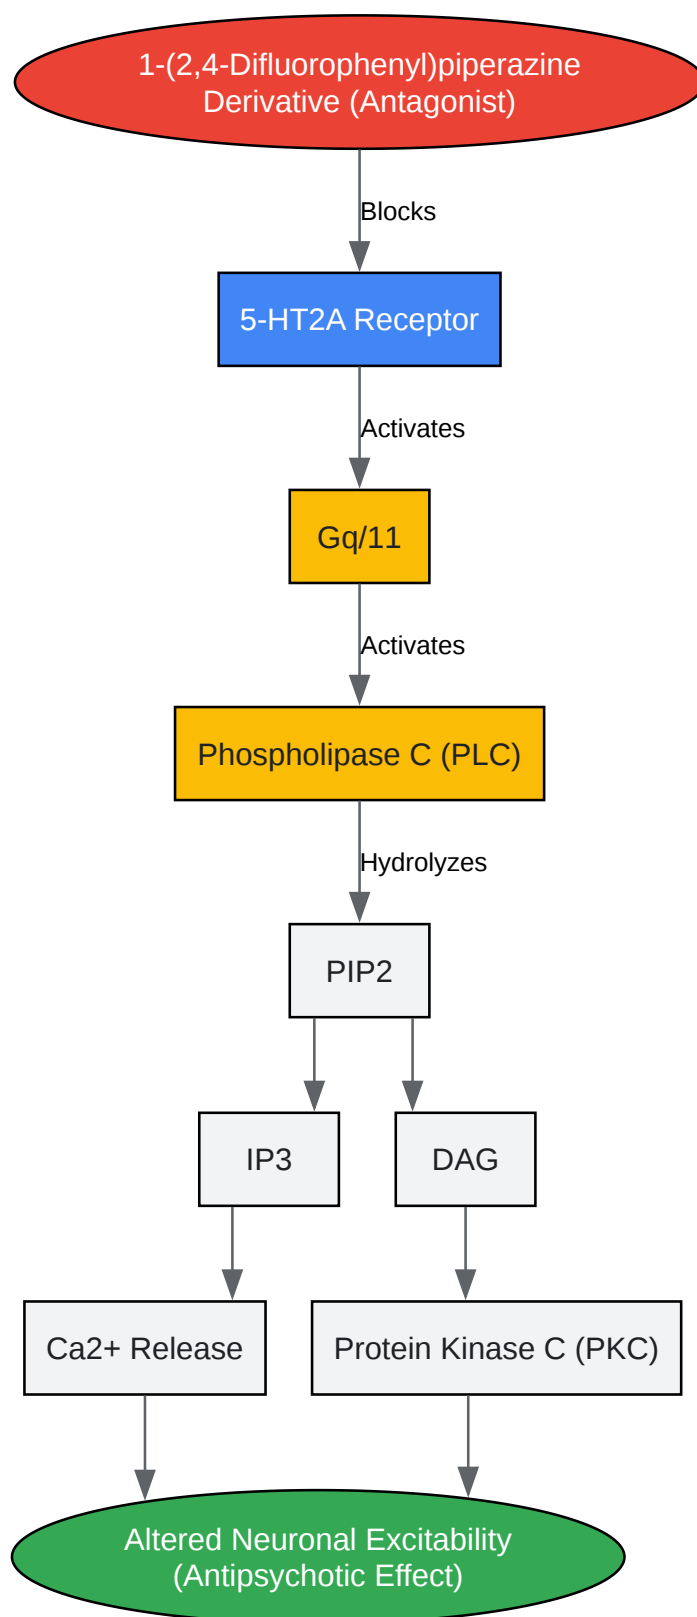 1-(2,4-Difluorophenyl)piperazine
Derivative (Antagonist)
Blocks
5-HT2A Receptor
Activates
Gq/11
Activates
Phospholipase C (PLC)
Hydrolyzes
PIP2
IP3
DAG
Ca2+ Release
Protein Kinase C (PKC)
Altered Neuronal Excitability
(Antipsychotic Effect)